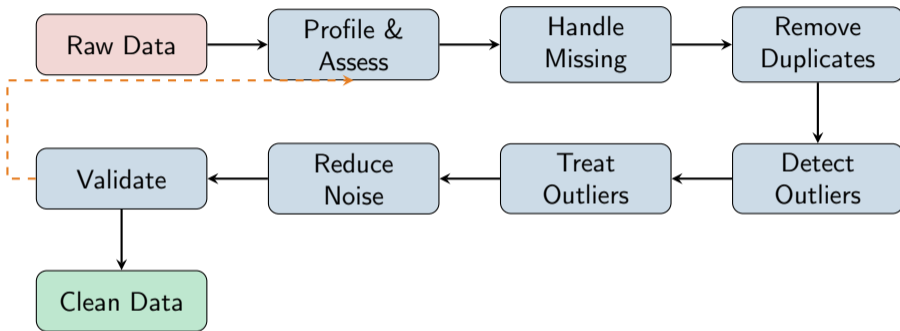 Raw Data
Profile &
Assess
Handle
Missing
Remove
Duplicates
Detect
Outliers
Treat
Outliers
Reduce
Noise
Validate
Clean Data